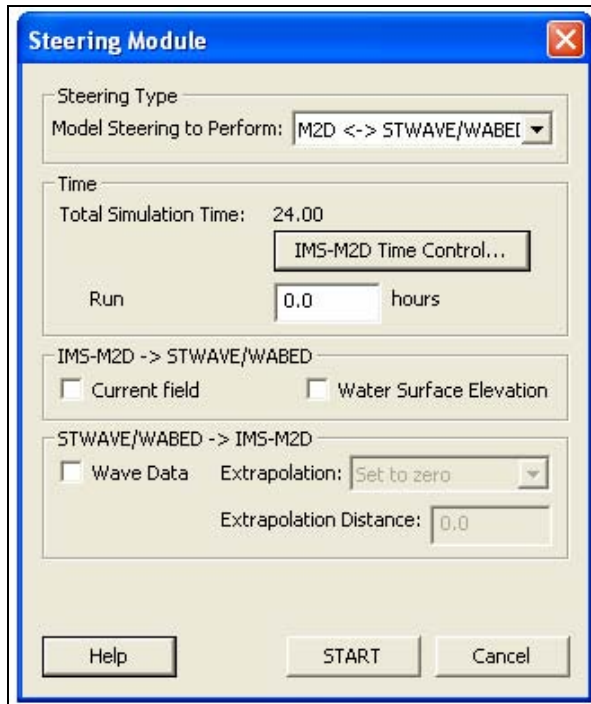 Steering Module
Steering Type
Model Steering to Perform: M2D <-> STWAVE/WABE
Time
Total Simulation Time: 24.00
IMS-M2D Time Control...
Run 0.0 hours
IMS-M2D -> STWAVE/WABED
Current field Water Surface Elevation
STWAVE/WABED -> IMS-M2D
Wave Data Extrapolation: Set to zero
Extrapolation Distance: 0.0
Help START Cancel